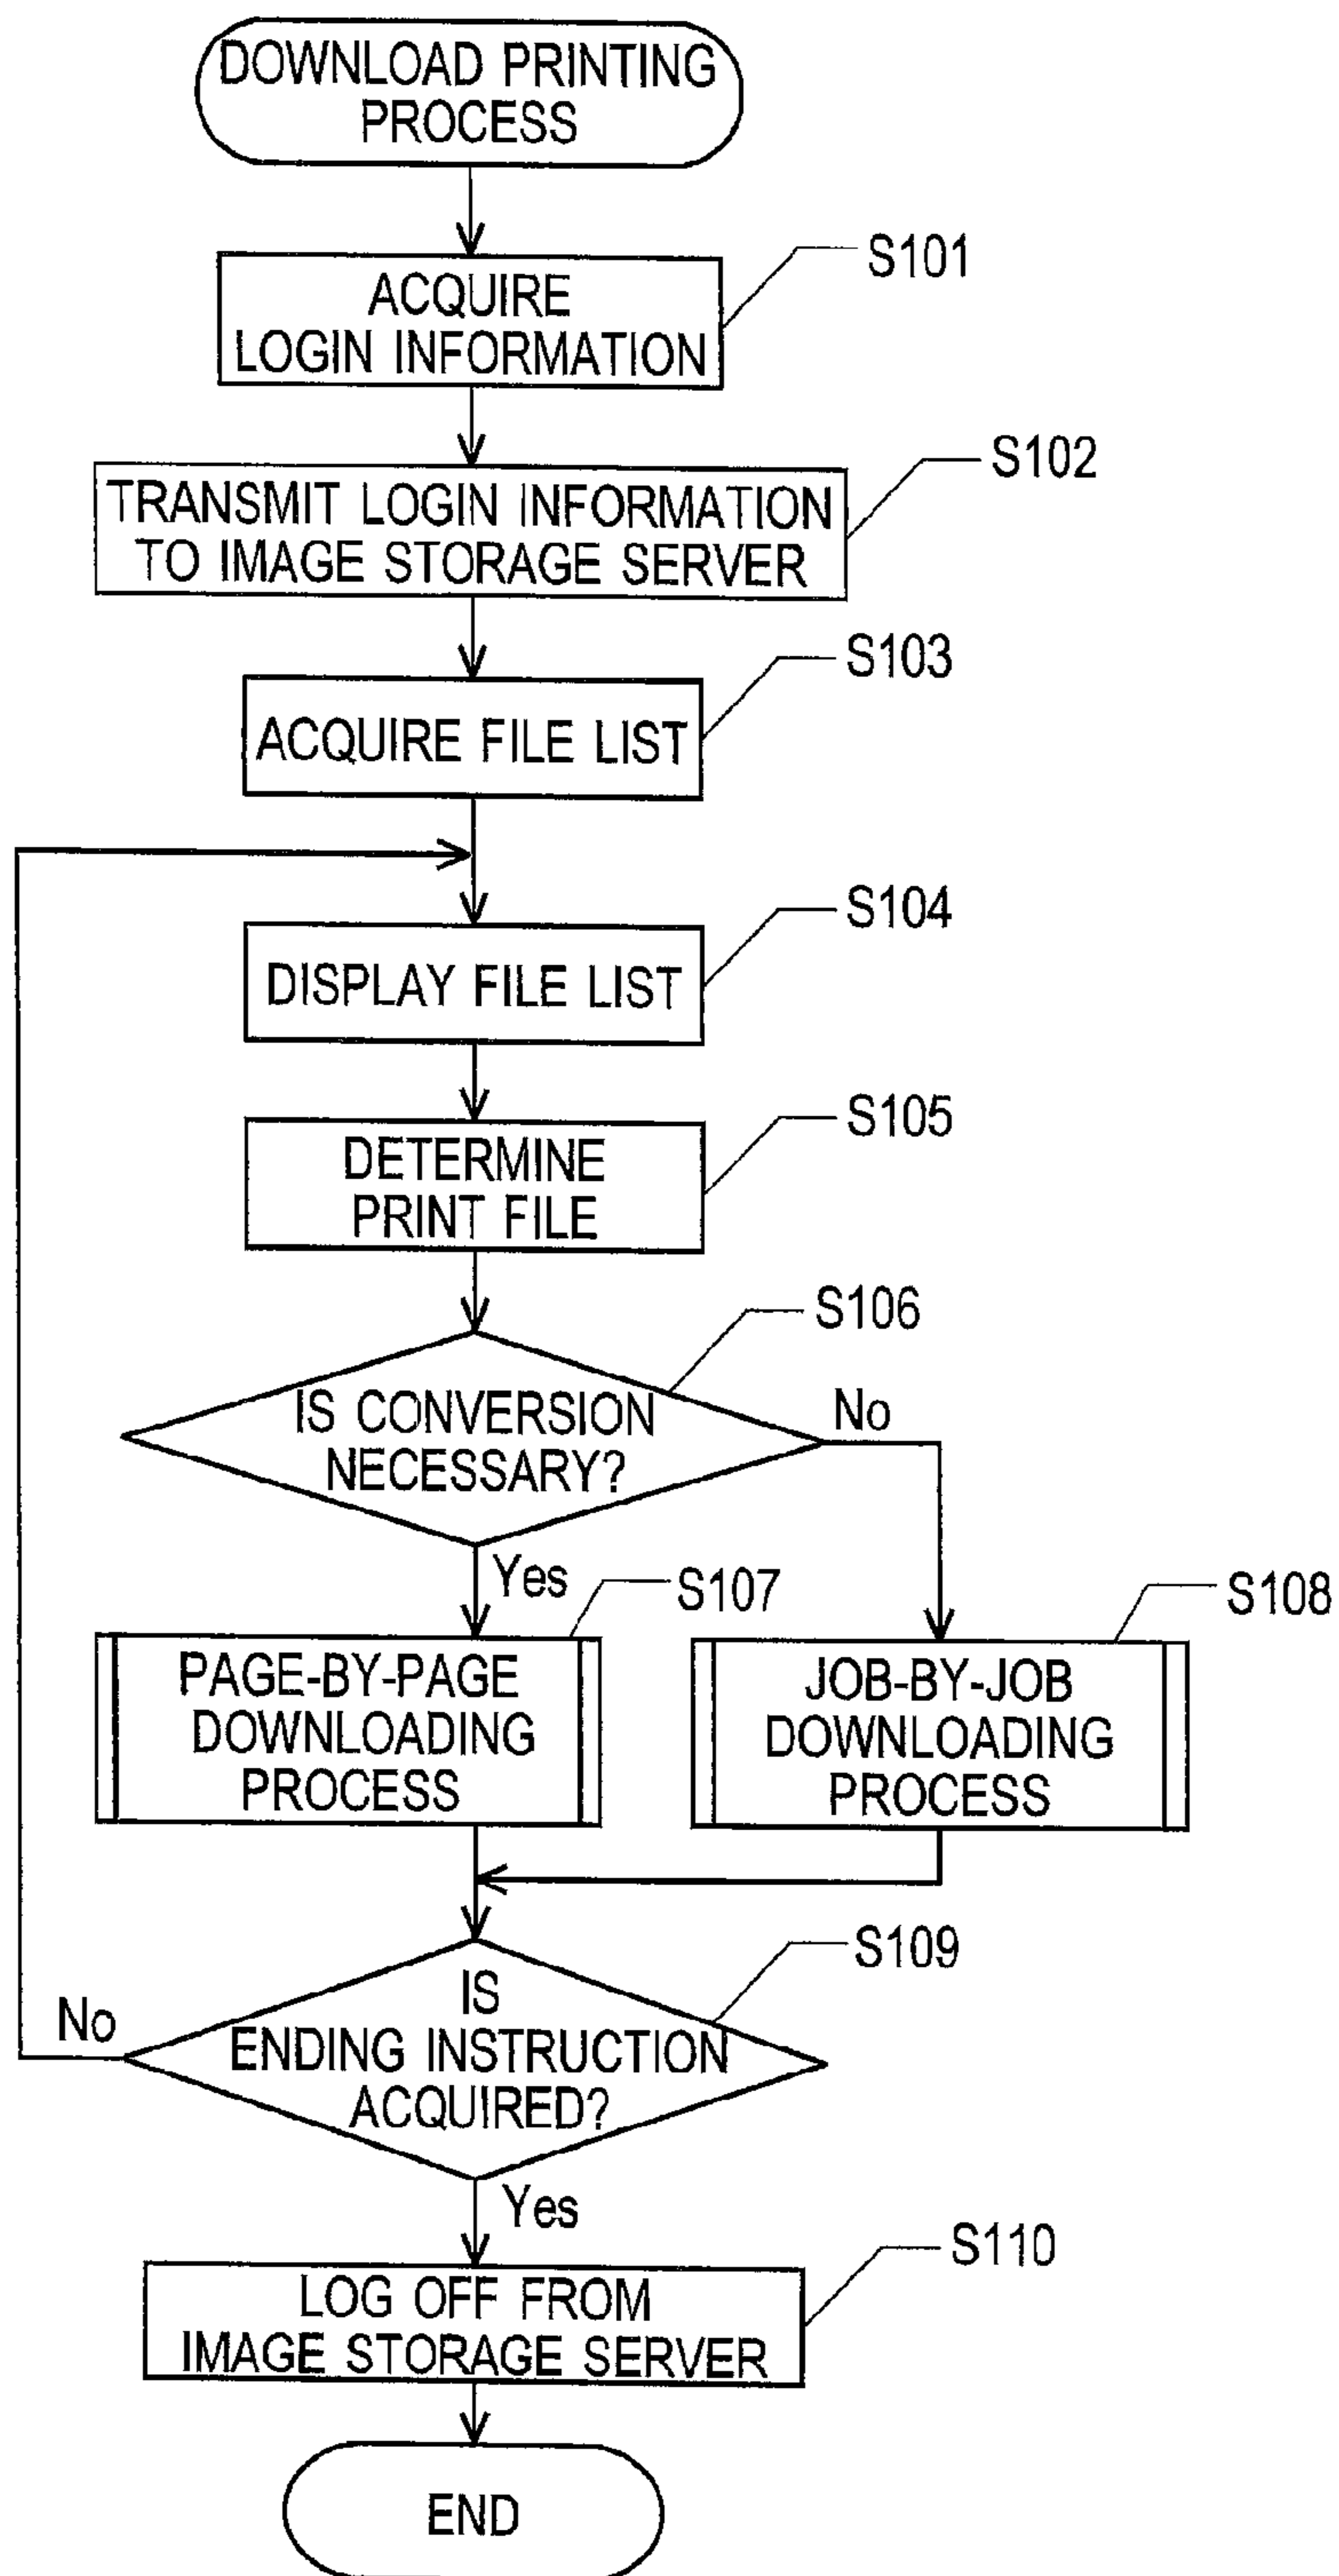 DOWNLOAD PRINTING
PROCESS
S101
ACQUIRE
LOGIN INFORMATION
S102
TRANSMIT LOGIN INFORMATION
TO IMAGE STORAGE SERVER
S103
ACQUIRE FILE LIST
S104
DISPLAY FILE LIST
S105
DETERMINE
PRINT FILE
S106
IS CONVERSION
NECESSARY?
No
Yes
S107
PAGE-BY-PAGE
DOWNLOADING
PROCESS
S108
JOB-BY-JOB
DOWNLOADING
PROCESS
S109
IS
ENDING INSTRUCTION
ACQUIRED?
No
Yes
S110
LOG OFF FROM
IMAGE STORAGE SERVER
END